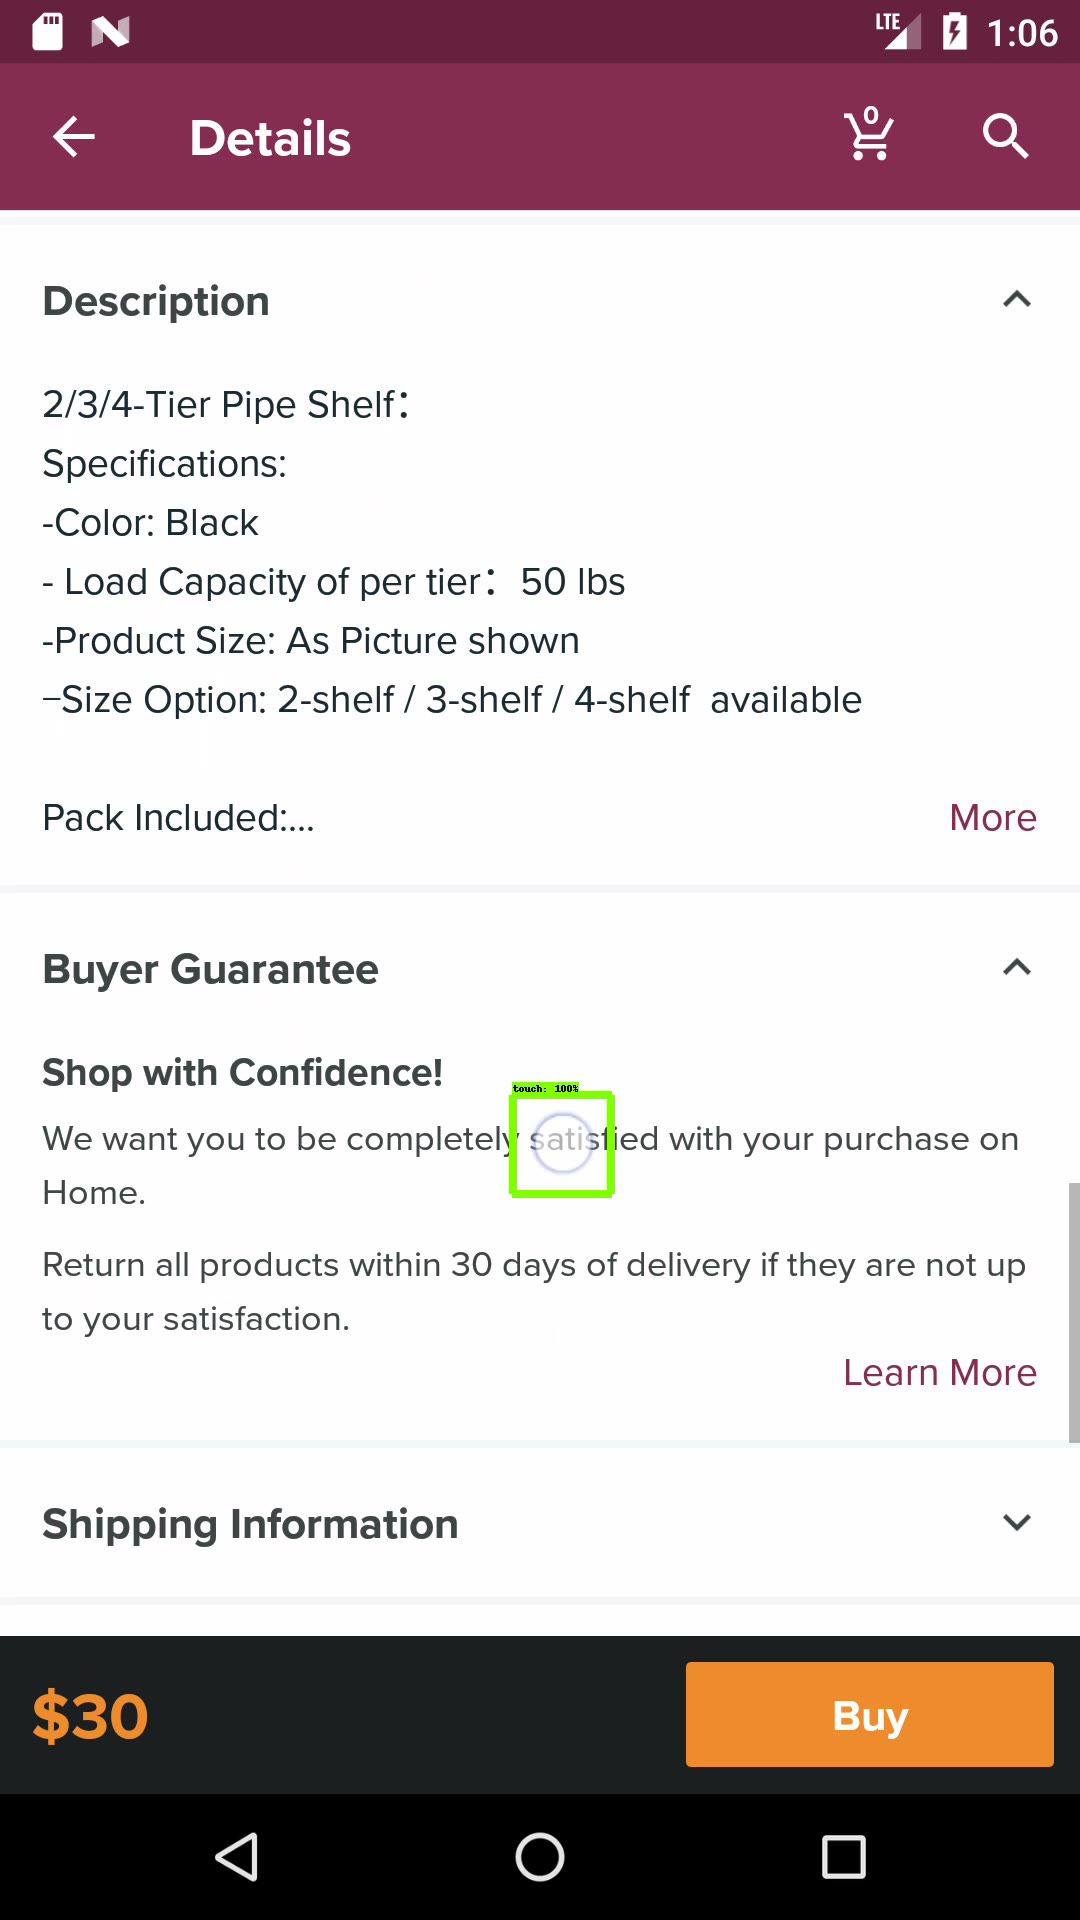 LTE 1:06
Details 0
Description
2/3/4-Tier Pipe Shelf：
Specifications:
-Color: Black
- Load Capacity of per tier：50 lbs
-Product Size: As Picture shown
–Size Option: 2-shelf / 3-shelf / 4-shelf available
Pack Included:... More
Buyer Guarantee
Shop with Confidence!
touch: 100%
We want you to be completely satisfied with your purchase on
Home.
Return all products within 30 days of delivery if they are not up
to your satisfaction.
Learn More
Shipping Information
$30 Buy